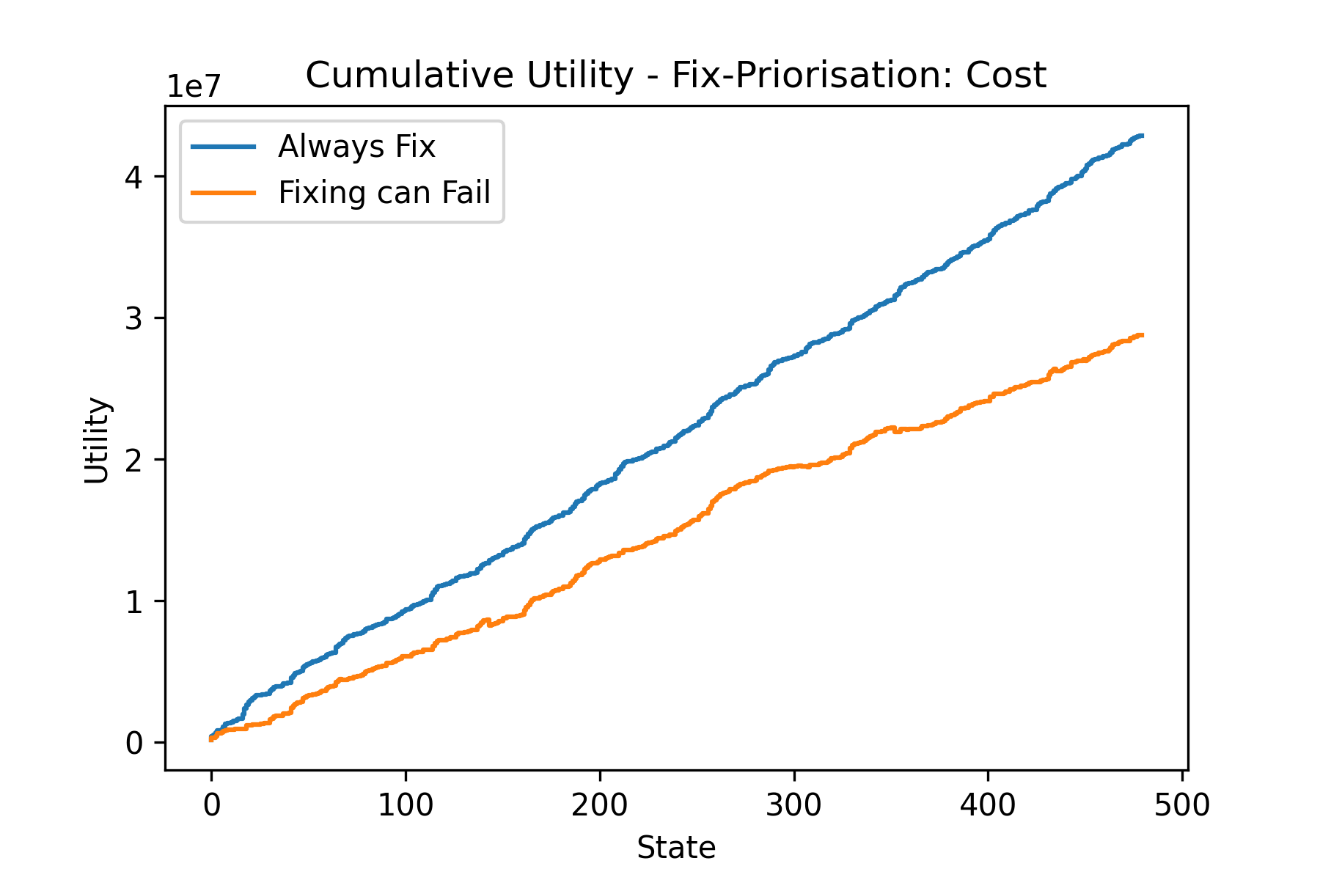 Cumulative Utility - Fix-Priorisation: Cost
1e7
Always Fix
Fixing can Fail
4
3
2
1
0
Utility
0 100 200 300 400 500
State